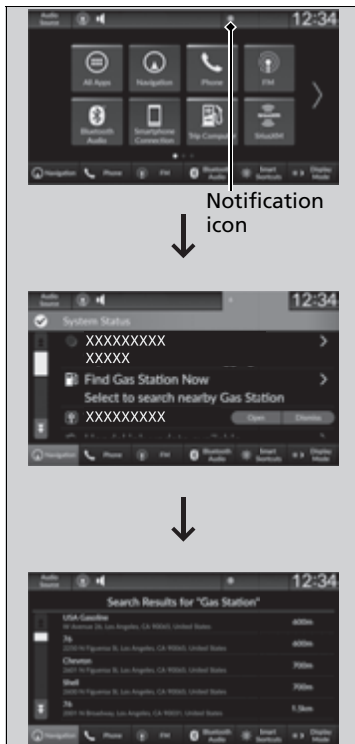 Audio Source
12:34
All Apps
Navigation
Phone
FM
Bluetooth Audio
Smartphone Connection
Trip Computer
SiriusXM
Navigation Phone FM Bluetooth Audio Smart Shortcuts Display Mode
Notification
icon
Audio Source
12:34
System Status
XXXXXXXXX
XXXXX
Find Gas Station Now
Select to search nearby Gas Station
XXXXXXXXX Open Dismiss
Navigation Phone FM Bluetooth Audio Smart Shortcuts Display Mode
Audio Source
12:34
Search Results for "Gas Station"
USA Gasoline
600m
76
600m
Chevron
700m
Shell
700m
76
1.5km
Navigation Phone FM Bluetooth Audio Smart Shortcuts Display Mode